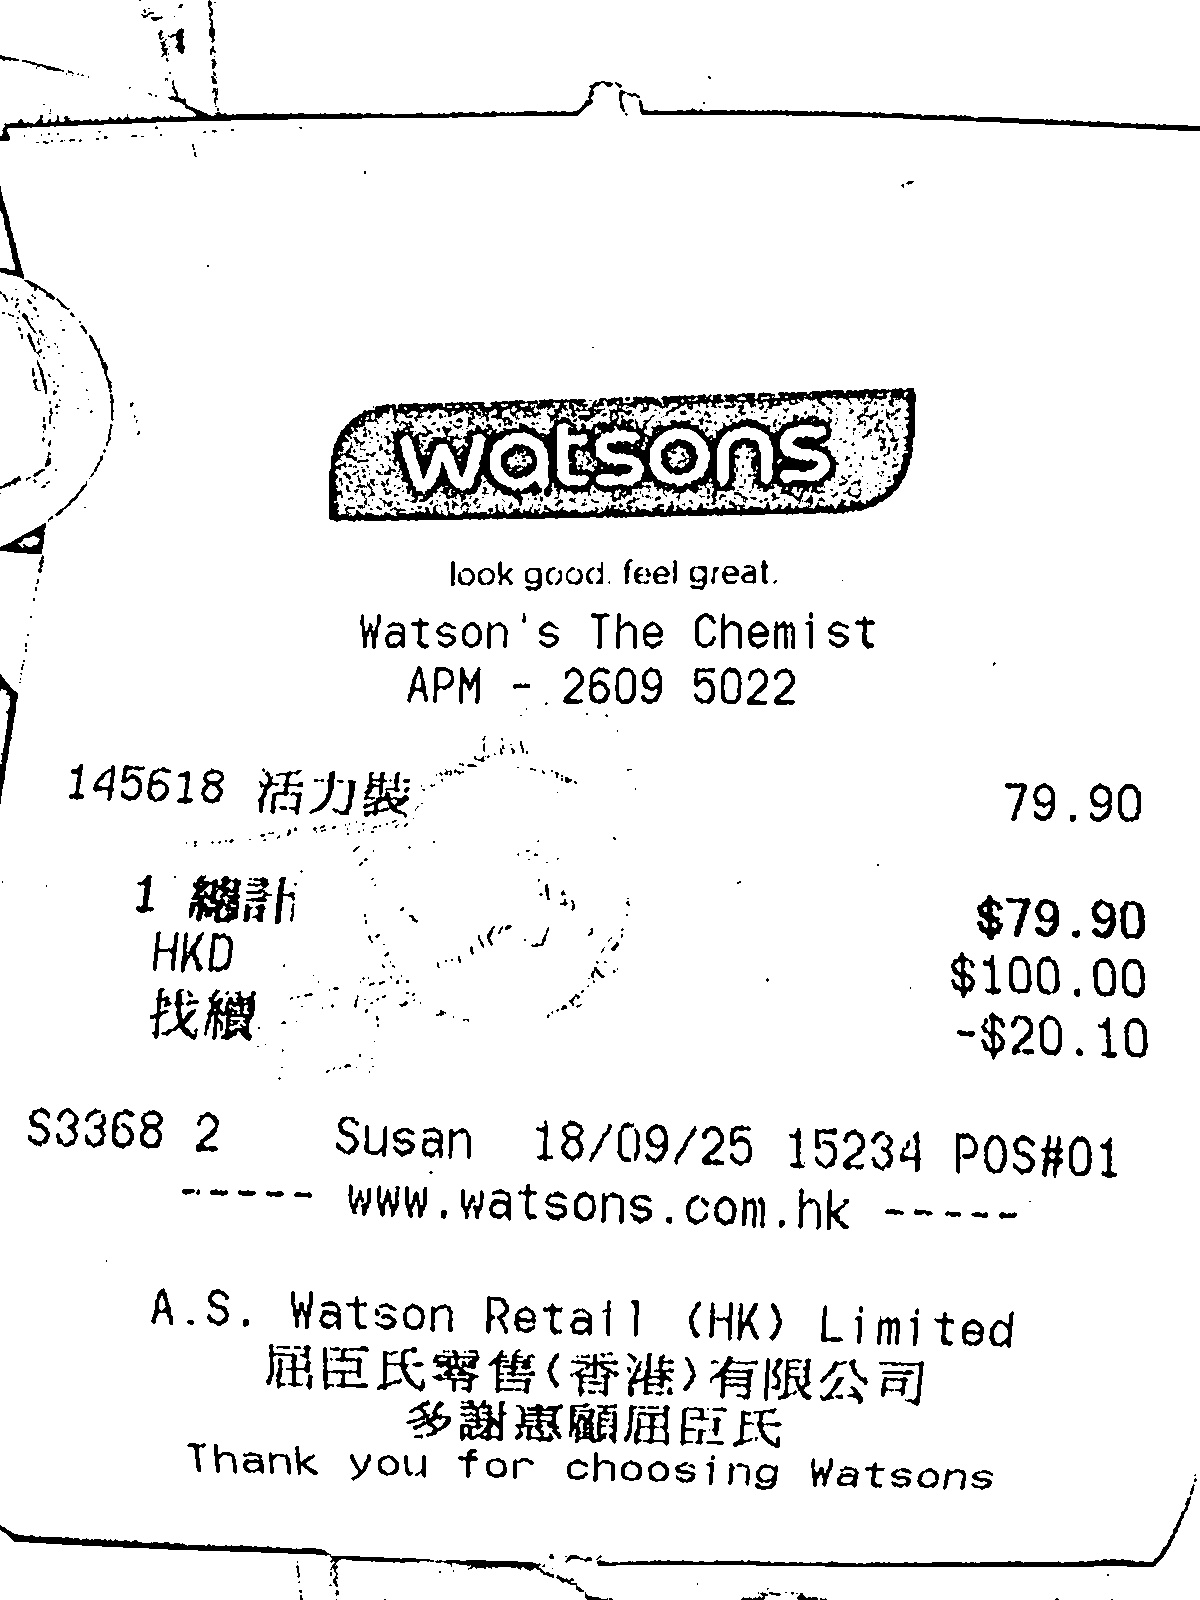 watsons
look good. feel great.
Watson's The Chemist
APM - 2609 5022
145618 活力裝 79.90
1 總計 $79.90
HKD $100.00
找續 -$20.10
S3368 2 Susan 18/09/25 15234 POS#01
----- www.watsons.com.hk -----
A.S. Watson Retail (HK) Limited
屈臣氏零售(香港)有限公司
多謝惠顧屈臣氏
Thank you for choosing Watsons